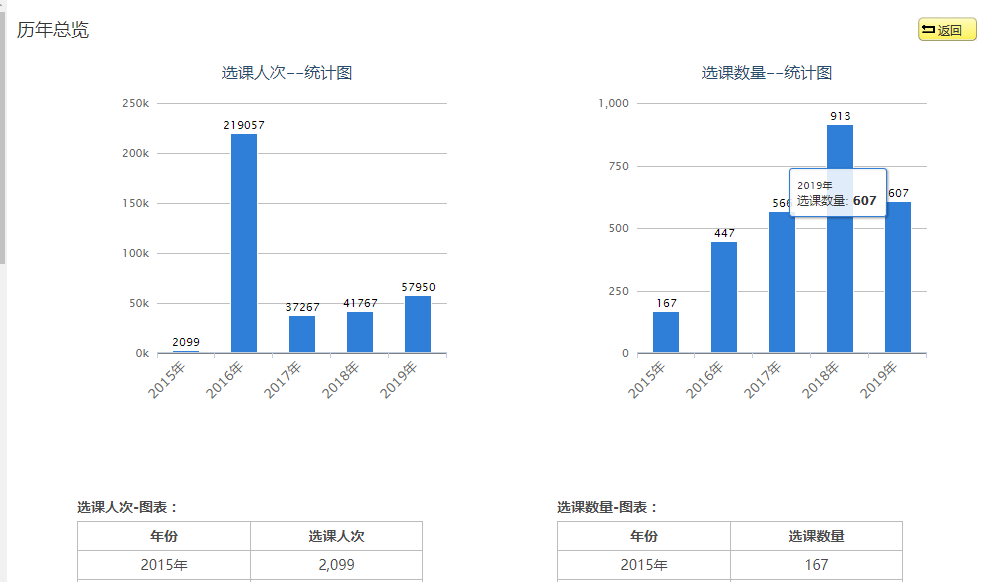 历年总览
返回
选课人次--统计图
250k
200k
150k
100k
50k
0k
2099
219057
37267
41767
57950
2015年
2016年
2017年
2018年
2019年
选课数量--统计图
1,000
750
500
250
0
167
447
913
607
2019年
选课数量: 607
2015年
2016年
2017年
2018年
2019年
选课人次-图表：
年份 选课人次
2015年 2,099
选课数量-图表：
年份 选课数量
2015年 167